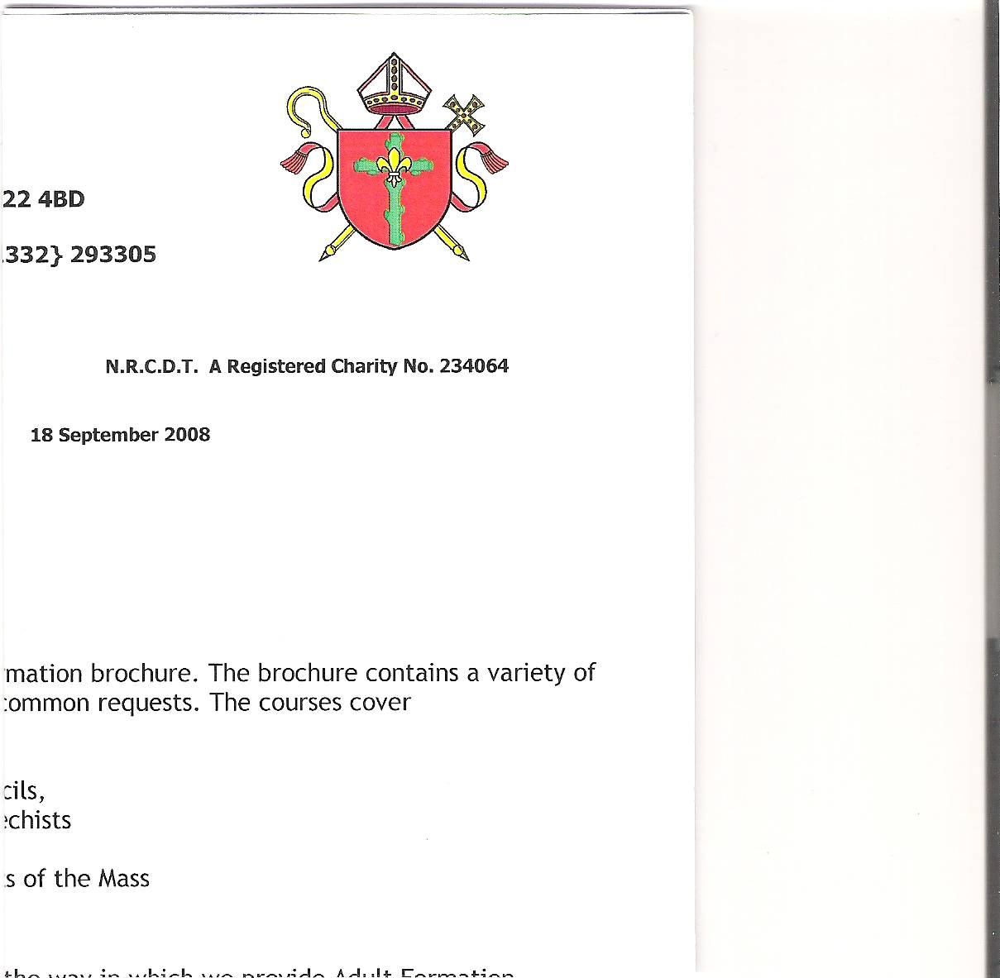 22 4BD
332} 293305
N.R.C.D.T. A Registered Charity No. 234064
18 September 2008
mation brochure. The brochure contains a variety of
common requests. The courses cover
cils,
echists
s of the Mass
the way in which we provide Adult Formation